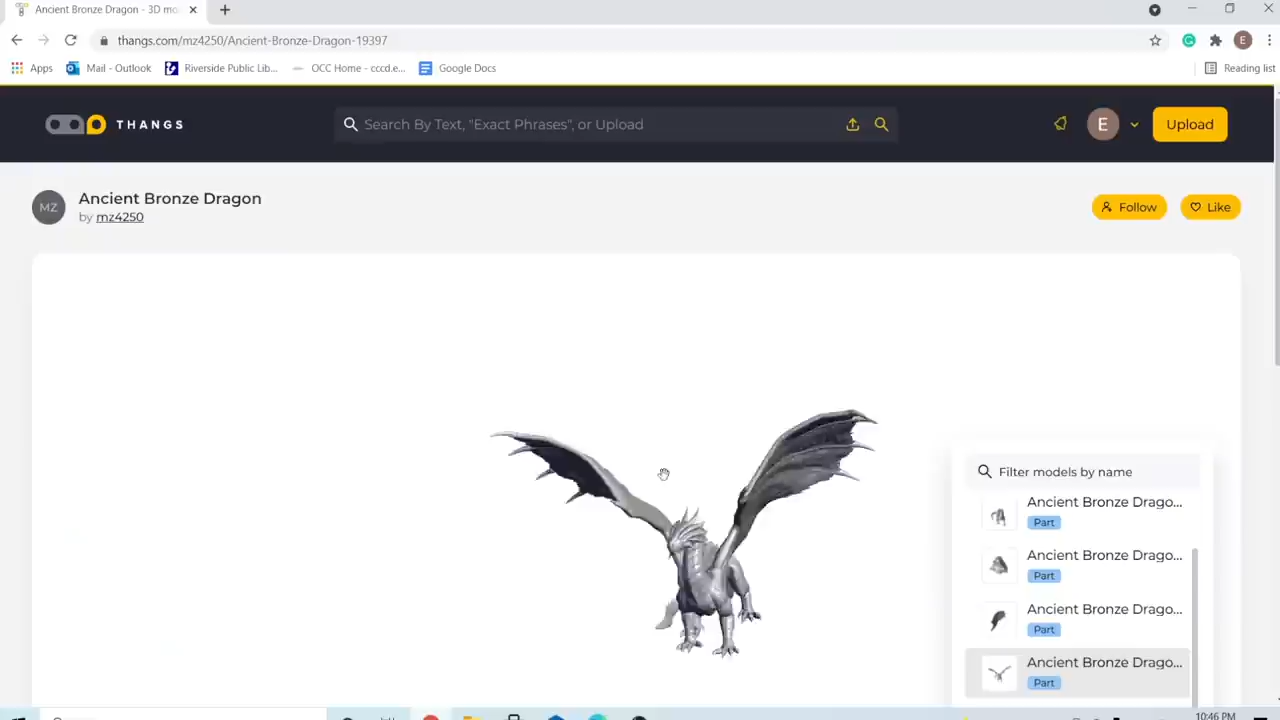 Ancient Bronze Dragon - 3D mo
thangs.com/mz4250/Ancient-Bronze-Dragon-19397
E
Apps
Mail - Outlook
Riverside Public Lib...
OCC Home - cccd.e...
Google Docs
Reading list
THANGS
Search By Text, "Exact Phrases", or Upload
E
Upload
MZ
Ancient Bronze Dragon
by mz4250
Follow
Like
Filter models by name
Ancient Bronze Drago...
Part
Ancient Bronze Drago...
Part
Ancient Bronze Drago...
Part
Ancient Bronze Drago...
Part
10:46 PM